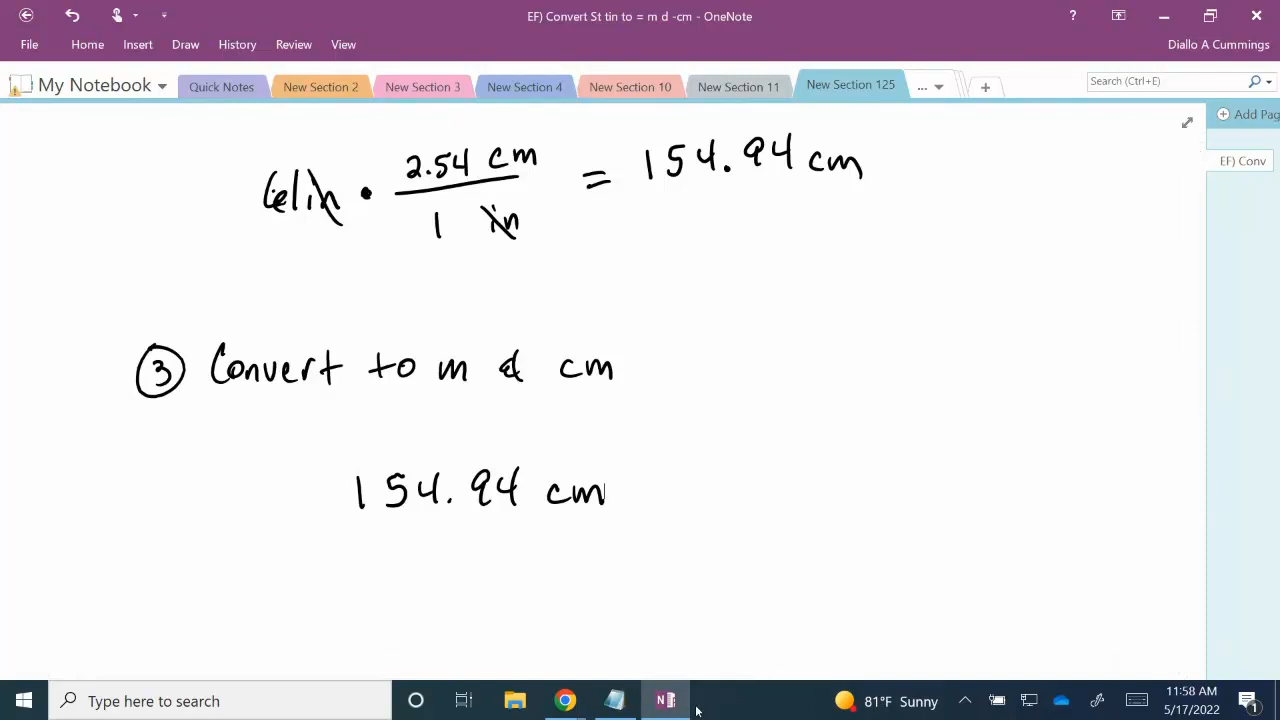 EF) Convert St tin to = m d -cm - OneNote
?
File Home Insert Draw History Review View
Diallo A Cummings
My Notebook
Quick Notes New Section 2 New Section 3 New Section 4 New Section 10 New Section 11 New Section 125 ...
Search (Ctrl+E)
Add Pag
EF) Conv
61in • 2.54 cm / 1 in = 154.94 cm
3 Convert to m & cm
154.94 cm
Type here to search
N
81°F Sunny
11:58 AM
5/17/2022
1